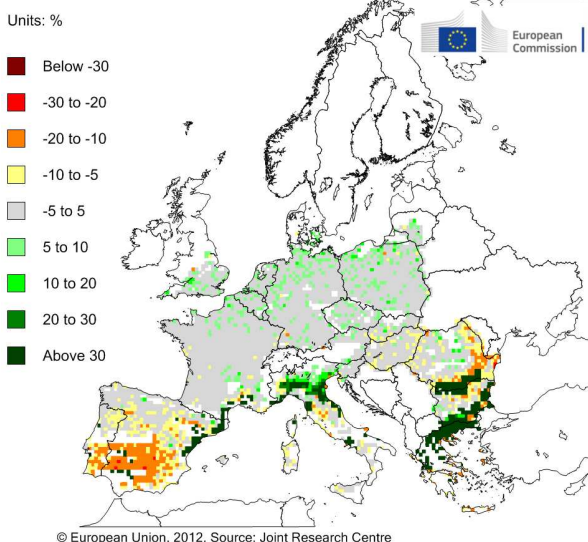 Units: %
European
Commission
Below -30
-30 to -20
-20 to -10
-10 to -5
-5 to 5
5 to 10
10 to 20
20 to 30
Above 30
© European Union, 2012. Source: Joint Research Centre